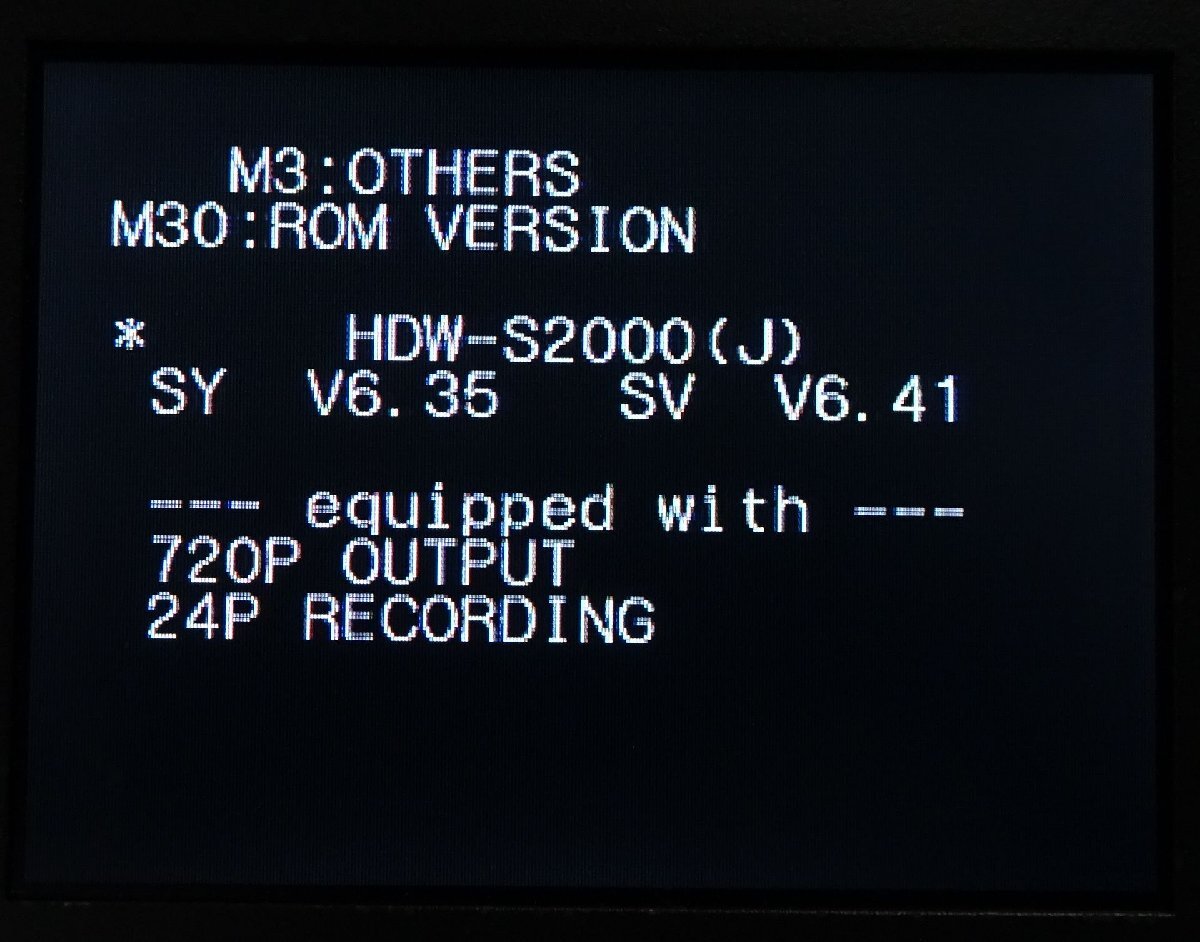 M3:OTHERS
M30:ROM VERSION
* HDW-S2000(J)
SY V6.35 SV V6.41
--- equipped with ---
720P OUTPUT
24P RECORDING